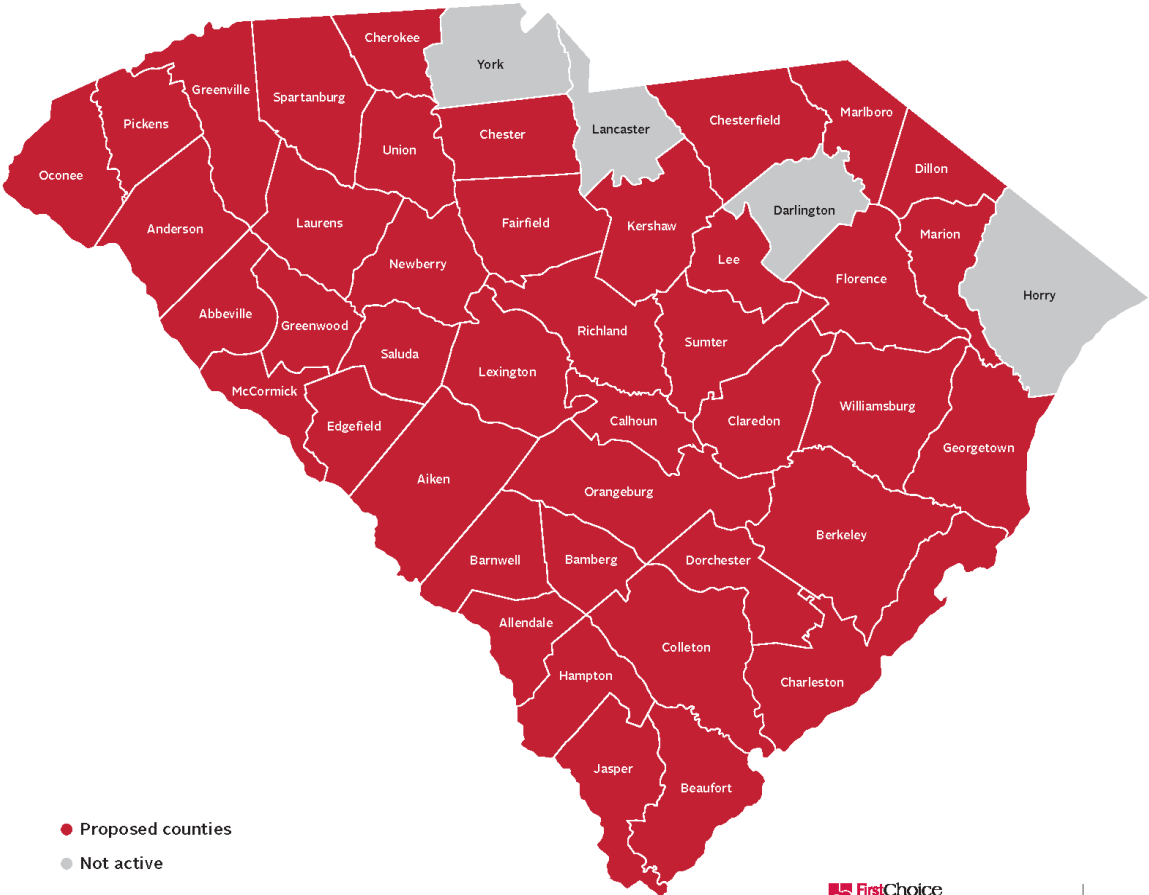 Cherokee
York
Greenville
Spartanburg
Pickens
Union
Chester
Lancaster
Chesterfield
Marlboro
Oconee
Dillon
Anderson
Laurens
Fairfield
Kershaw
Darlington
Marion
Newberry
Lee
Florence
Horry
Abbeville
Greenwood
Richland
Sumter
Saluda
Lexington
McCormick
Edgefield
Calhoun
Claredon
Williamsburg
Georgetown
Aiken
Orangeburg
Berkeley
Barnwell
Bamberg
Dorchester
Allendale
Colleton
Hampton
Charleston
Jasper
Beaufort
Proposed counties
Not active
FirstChoice